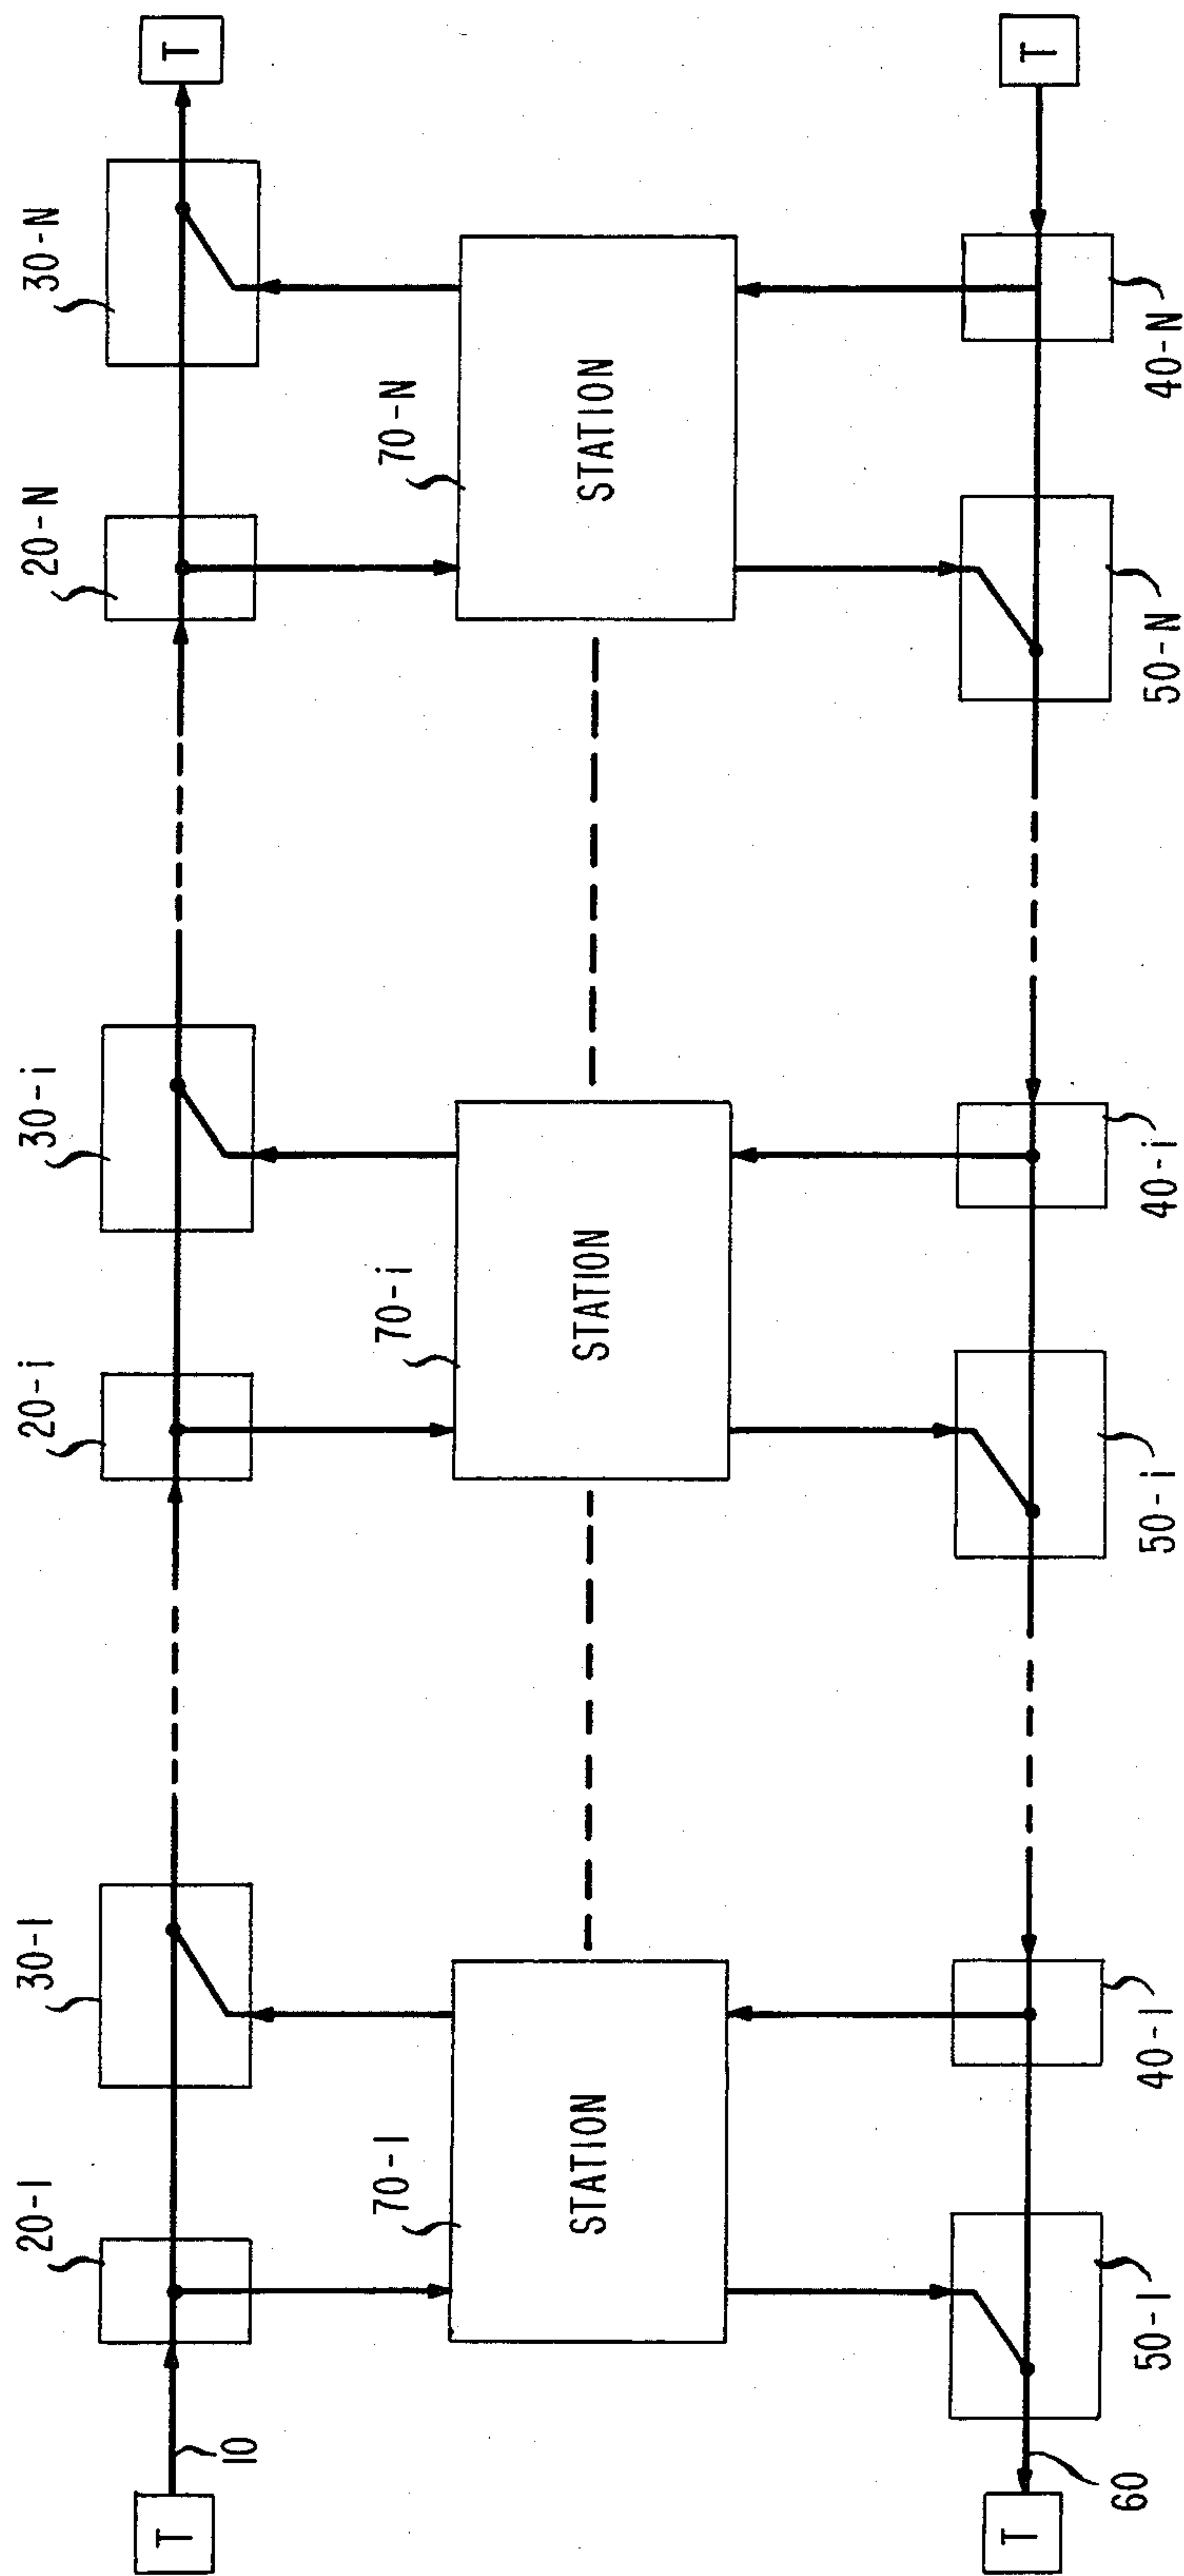 20-1
30-1
20-i
30-i
20-N
30-N
T
10
T
70-1
70-i
70-N
STATION
STATION
STATION
T
T
60
50-1
40-1
50-i
40-i
50-N
40-N